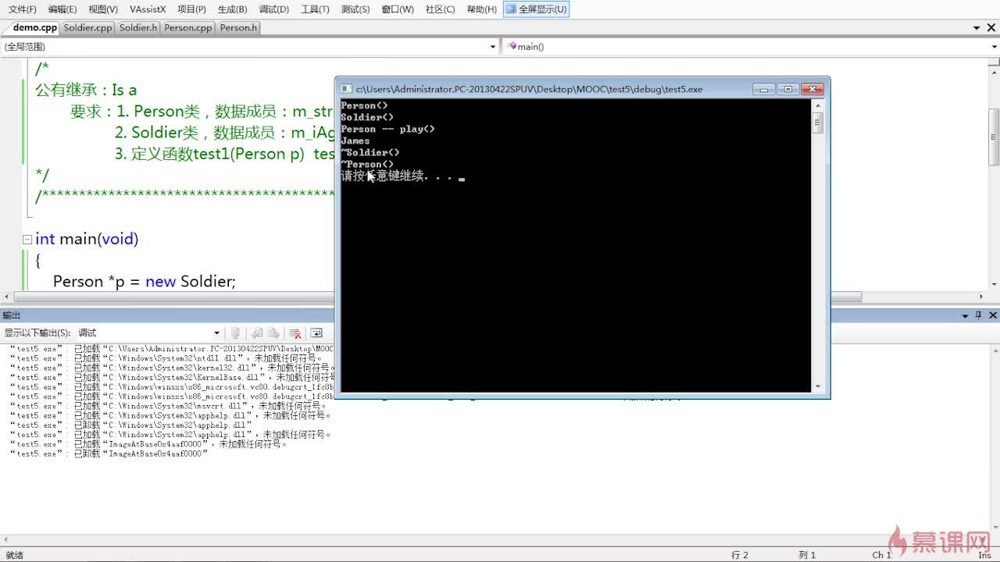 文件(F) 编辑(E) 视图(V) VAssistX 项目(P) 生成(B) 调试(D) 工具(T) 测试(S) 窗口(W) 社区(C) 帮助(H) 全屏显示(U)
demo.cpp Soldier.cpp Soldier.h Person.cpp Person.h
(全局范围) main()
/*
公有继承：Is a
要求：1. Person类，数据成员：m_str
2. Soldier类，数据成员：m_iAg
3. 定义函数test1(Person p) tes
*/
/****************************************
int main(void)
{
Person *p = new Soldier;
c:\Users\Administrator.PC-20130422SPUV\Desktop\MOOC\test5\debug\test5.exe
Person()
Soldier()
Person -- play()
James
~Soldier()
~Person()
请按任意键继续. . .
输出
显示以下输出(S): 调试
“test5.exe”: 已加载“C:\Users\Administrator.PC-20130422SPUV\Desktop\MOOC
“test5.exe”: 已加载“C:\Windows\System32\ntdll.dll”，未加载任何符号。
“test5.exe”: 已加载“C:\Windows\System32\kernel32.dll”，未加载任何符号。
“test5.exe”: 已加载“C:\Windows\System32\KernelBase.dll”，未加载任何符号
“test5.exe”: 已加载“C:\Windows\winsxs\x86_microsoft.vc80.debugcrt_1fc8b
“test5.exe”: 已加载“C:\Windows\winsxs\x86_microsoft.vc80.debugcrt_1fc8b
“test5.exe”: 已加载“C:\Windows\System32\msvcrt.dll”，未加载任何符号。
“test5.exe”: 已加载“C:\Windows\System32\apphelp.dll”，未加载任何符号。
“test5.exe”: 已卸载“C:\Windows\System32\apphelp.dll”
“test5.exe”: 已加载“C:\Windows\System32\apphelp.dll”，未加载任何符号。
“test5.exe”: 已加载“ImageAtBase0x4aaf0000”，未加载任何符号。
“test5.exe”: 已卸载“ImageAtBase0x4aaf0000”
慕课网
就绪 行 2 列 1 Ch 1 Ins